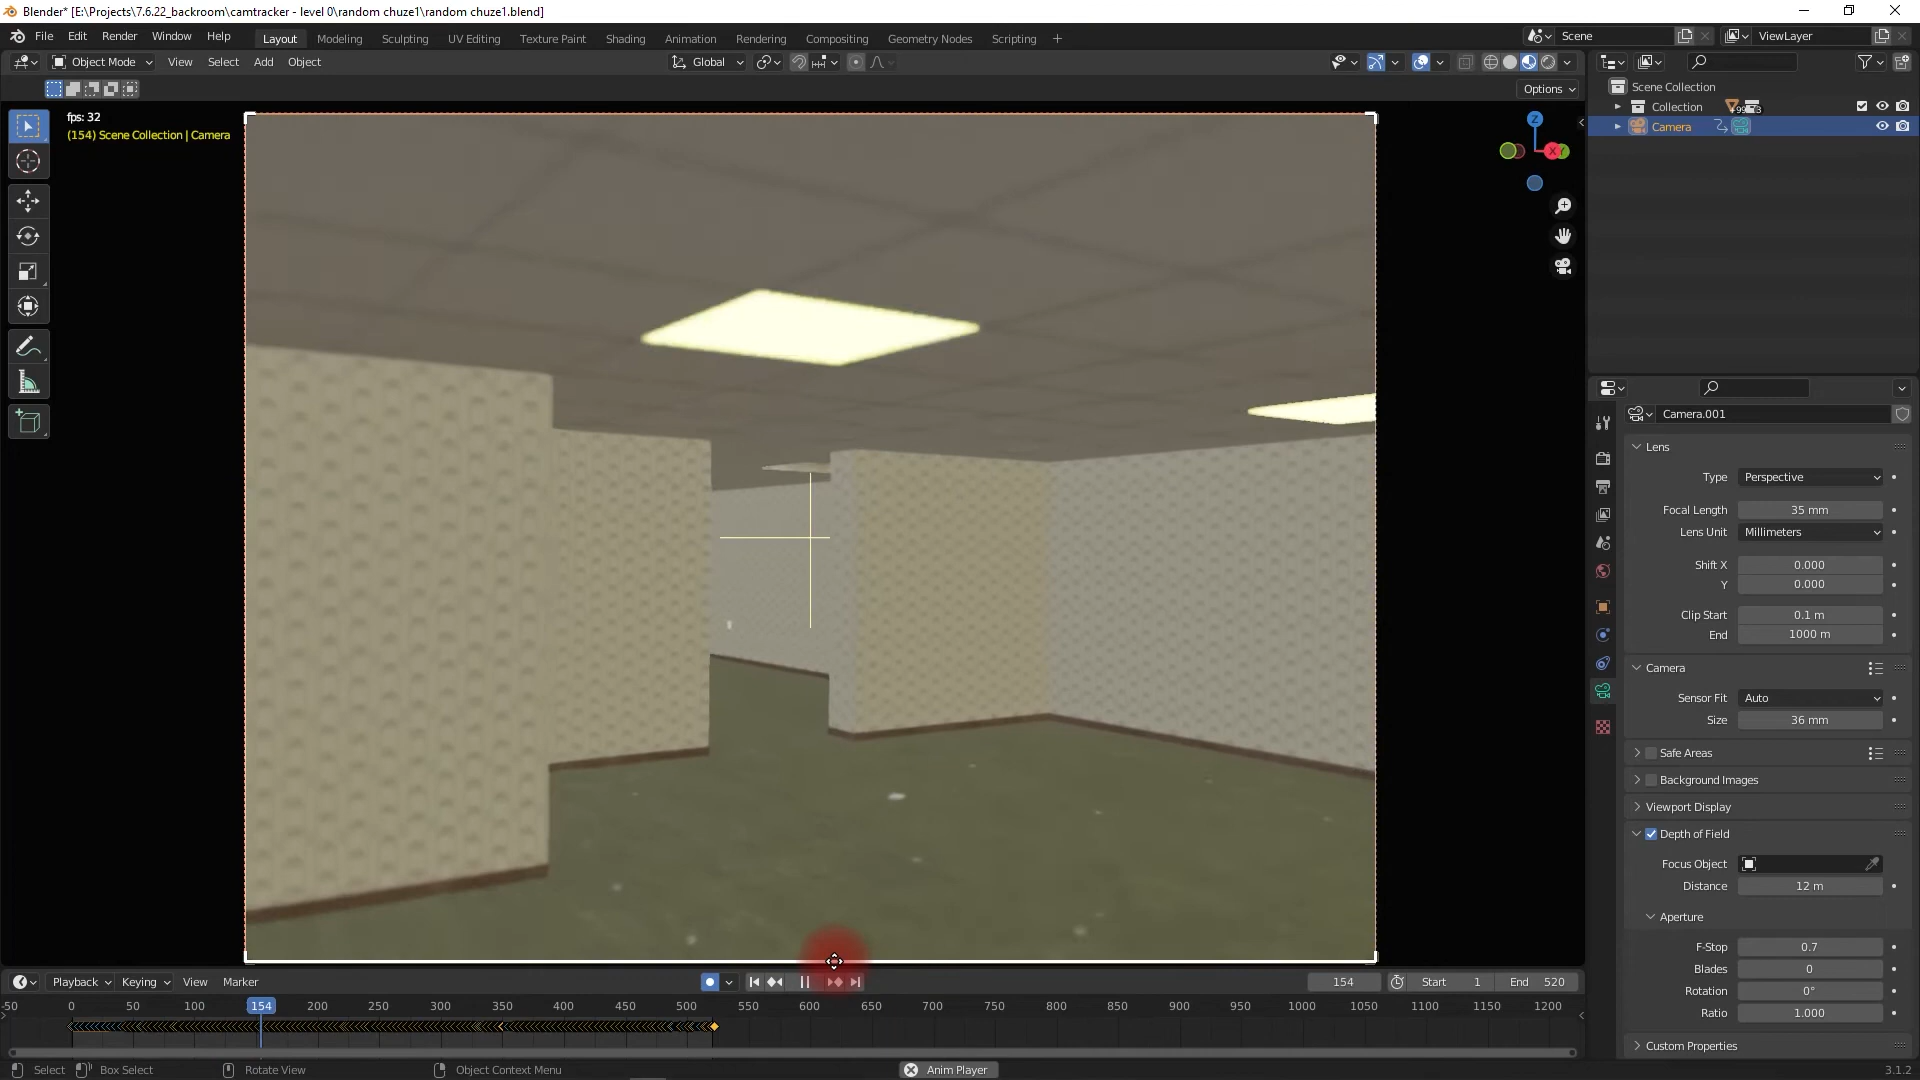 Blender* [E:\Projects\7.6.22_backroom\camtracker - level 0\random chuze1\random chuze1.blend]
File Edit Render Window Help Layout Modeling Sculpting UV Editing Texture Paint Shading Animation Rendering Compositing Geometry Nodes Scripting + Scene ViewLayer
Object Mode View Select Add Object Global
Options
Scene Collection
Collection
Camera
fps: 32
(154) Scene Collection | Camera
Z
X
Y
Camera.001
Lens
Type Perspective
Focal Length 35 mm
Lens Unit Millimeters
Shift X 0.000
Y 0.000
Clip Start 0.1 m
End 1000 m
Camera
Sensor Fit Auto
Size 36 mm
Safe Areas
Background Images
Viewport Display
Depth of Field
Focus Object
Distance 12 m
Aperture
F-Stop 0.7
Blades 0
Rotation 0°
Ratio 1.000
Custom Properties
Playback Keying View Marker 154 Start 1 End 520
-50 0 50 100 154 200 250 300 350 400 450 500 550 600 650 700 750 800 850 900 950 1000 1050 1100 1150 1200
Select Box Select Rotate View Object Context Menu Anim Player 3.1.2